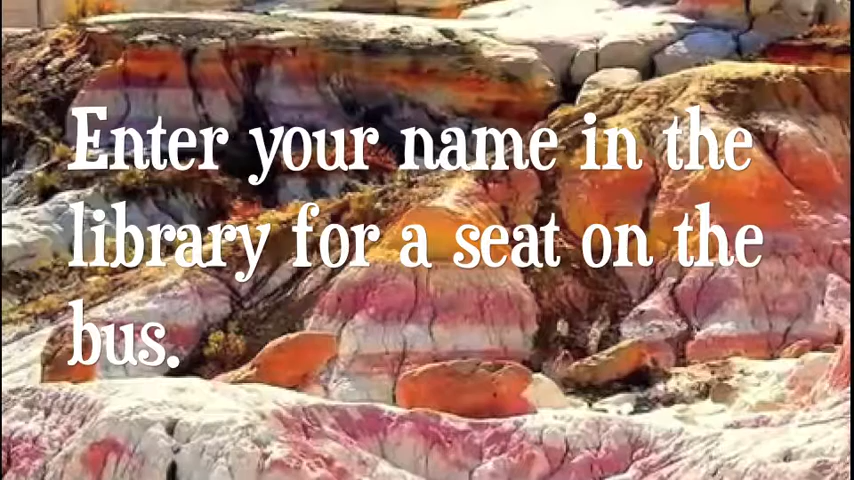 Enter your name in the
library for a seat on the
bus.